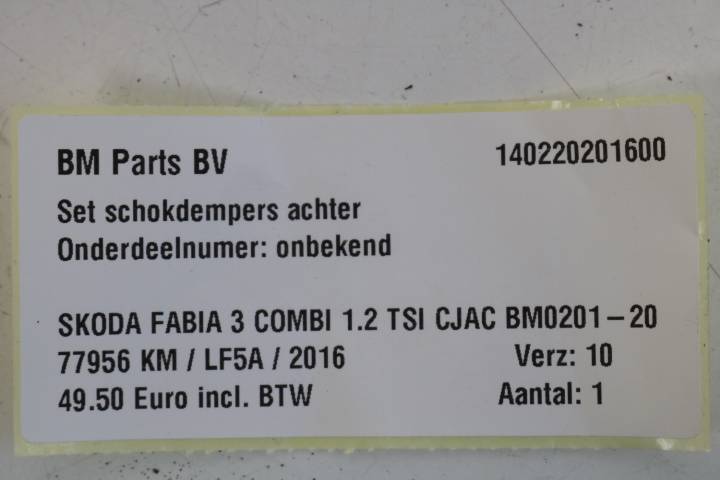 BM Parts BV 140220201600
Set schokdempers achter
Onderdeelnumer: onbekend
SKODA FABIA 3 COMBI 1.2 TSI CJAC BM0201-20
77956 KM / LF5A / 2016 Verz: 10
49.50 Euro incl. BTW Aantal: 1